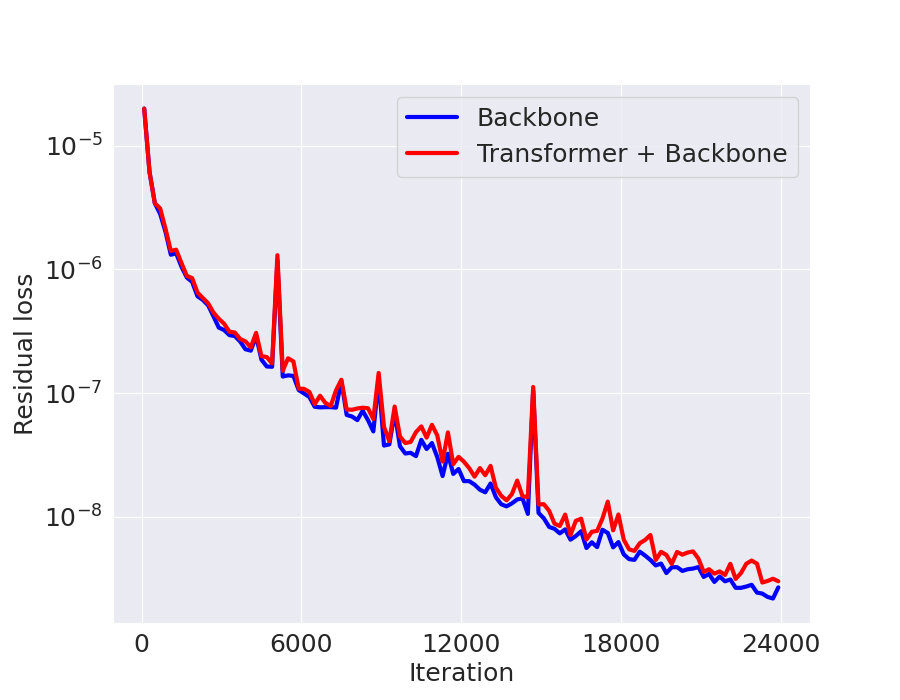 Backbone
Transformer + Backbone
10⁻⁵
10⁻⁶
10⁻⁷
10⁻⁸
Residual loss
0 6000 12000 18000 24000
Iteration